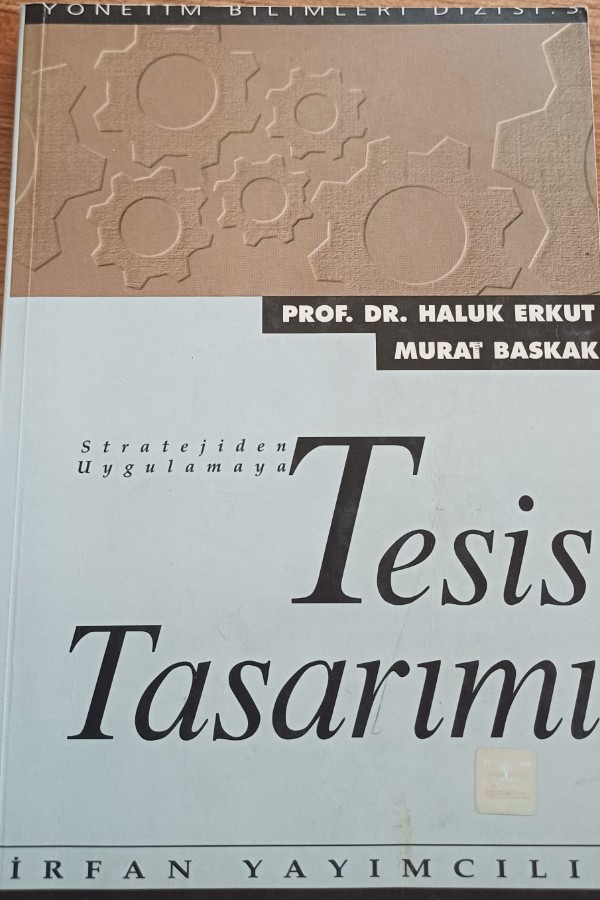 YÖNETİM BİLİMLERİ DİZİSİ:3
PROF. DR. HALUK ERKUT
MURAT BASKAK
Stratejiden
Uygulamaya
Tesis
Tasarımı
İRFAN YAYIMCILI